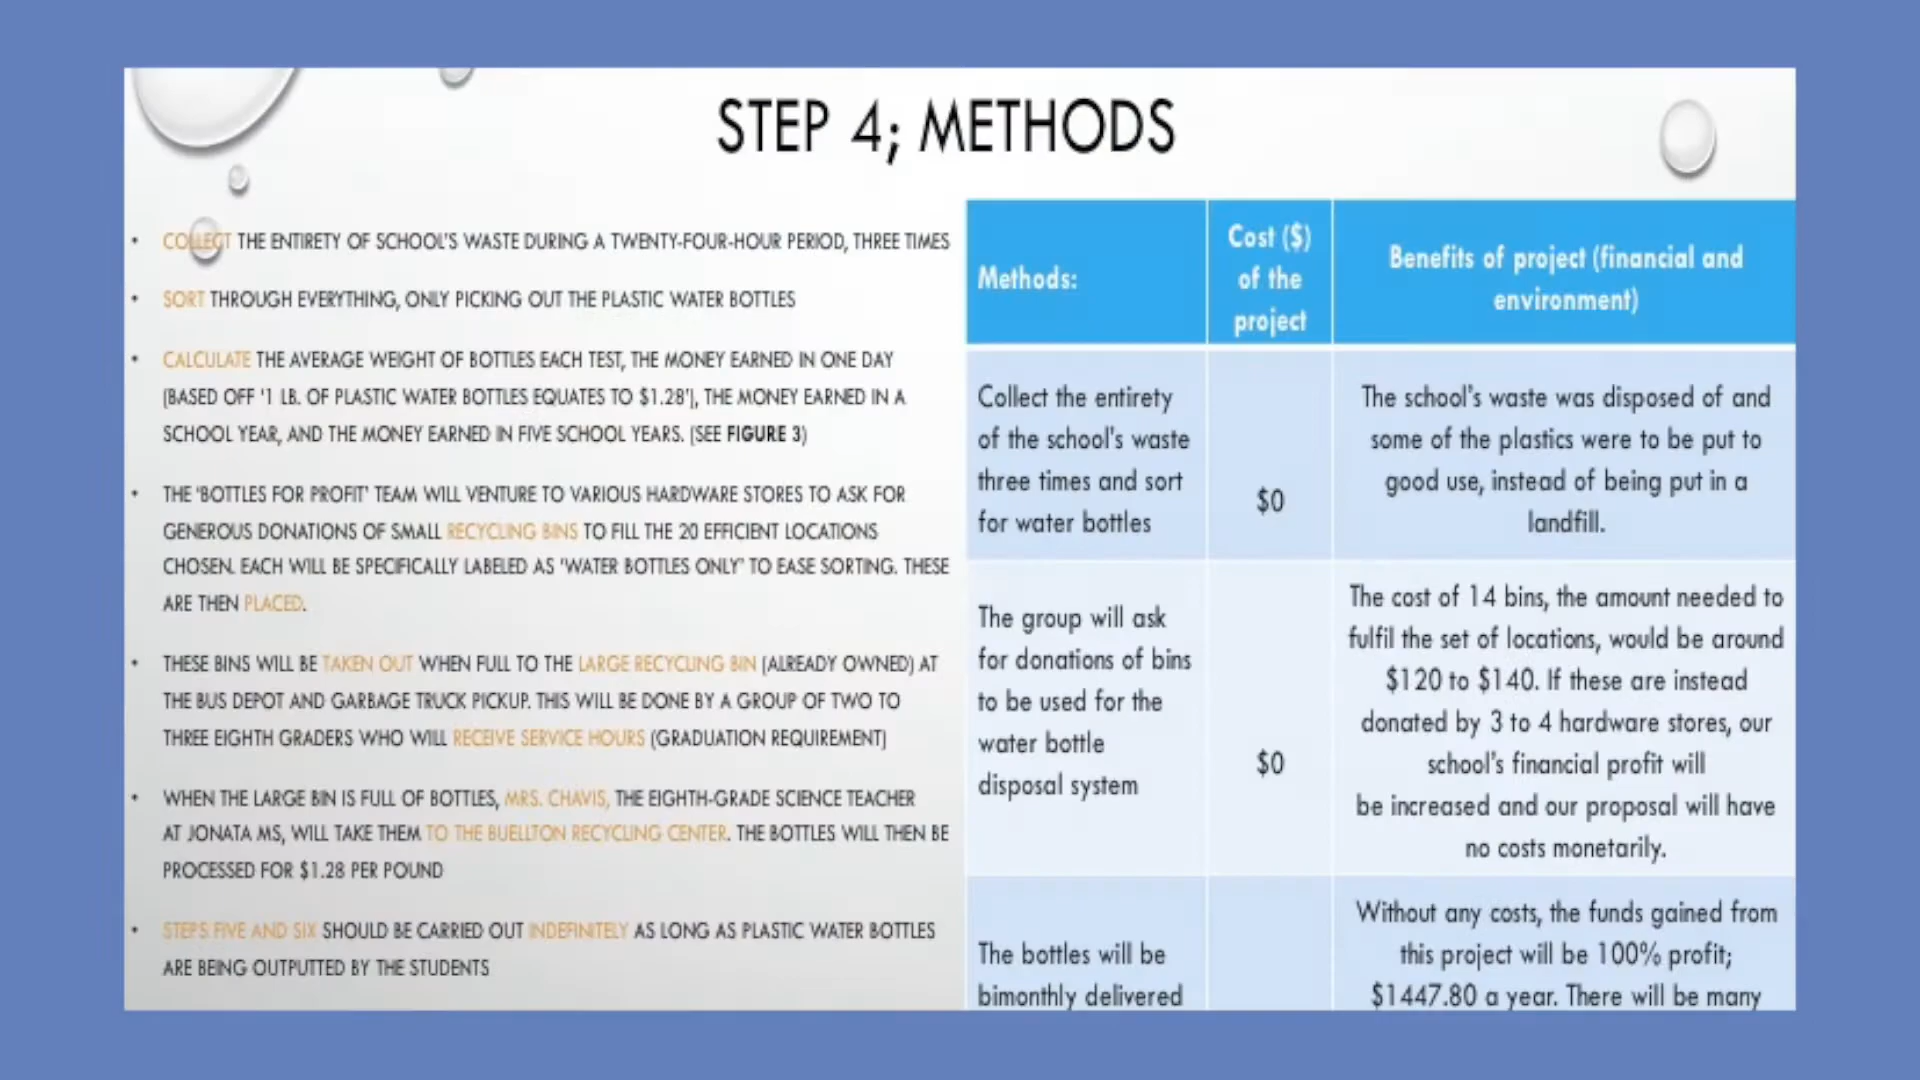 STEP 4; METHODS
• COLLECT THE ENTIRETY OF SCHOOL'S WASTE DURING A TWENTY-FOUR-HOUR PERIOD, THREE TIMES
• SORT THROUGH EVERYTHING, ONLY PICKING OUT THE PLASTIC WATER BOTTLES
• CALCULATE THE AVERAGE WEIGHT OF BOTTLES EACH TEST, THE MONEY EARNED IN ONE DAY
(BASED OFF '1 LB. OF PLASTIC WATER BOTTLES EQUATES TO $1.28'), THE MONEY EARNED IN A
SCHOOL YEAR, AND THE MONEY EARNED IN FIVE SCHOOL YEARS. (SEE FIGURE 3)
• THE 'BOTTLES FOR PROFIT' TEAM WILL VENTURE TO VARIOUS HARDWARE STORES TO ASK FOR
GENEROUS DONATIONS OF SMALL RECYCLING BINS TO FILL THE 20 EFFICIENT LOCATIONS
CHOSEN. EACH WILL BE SPECIFICALLY LABELED AS 'WATER BOTTLES ONLY' TO EASE SORTING. THESE
ARE THEN PLACED.
• THESE BINS WILL BE TAKEN OUT WHEN FULL TO THE LARGE RECYCLING BIN (ALREADY OWNED) AT
THE BUS DEPOT AND GARBAGE TRUCK PICKUP. THIS WILL BE DONE BY A GROUP OF TWO TO
THREE EIGHTH GRADERS WHO WILL RECEIVE SERVICE HOURS (GRADUATION REQUIREMENT)
• WHEN THE LARGE BIN IS FULL OF BOTTLES, MRS. CHAVIS, THE EIGHTH-GRADE SCIENCE TEACHER
AT JONATA MS, WILL TAKE THEM TO THE BUELLTON RECYCLING CENTER. THE BOTTLES WILL THEN BE
PROCESSED FOR $1.28 PER POUND
• STEPS FIVE AND SIX SHOULD BE CARRIED OUT INDEFINITELY AS LONG AS PLASTIC WATER BOTTLES
ARE BEING OUTPUTTED BY THE STUDENTS
Methods:
Cost ($)
of the
project
Benefits of project (financial and
environment)
Collect the entirety
of the school's waste
three times and sort
for water bottles
$0
The school's waste was disposed of and
some of the plastics were to be put to
good use, instead of being put in a
landfill.
The group will ask
for donations of bins
to be used for the
water bottle
disposal system
$0
The cost of 14 bins, the amount needed to
fulfil the set of locations, would be around
$120 to $140. If these are instead
donated by 3 to 4 hardware stores, our
school's financial profit will
be increased and our proposal will have
no costs monetarily.
The bottles will be
bimonthly delivered
Without any costs, the funds gained from
this project will be 100% profit;
$1447.80 a year. There will be many